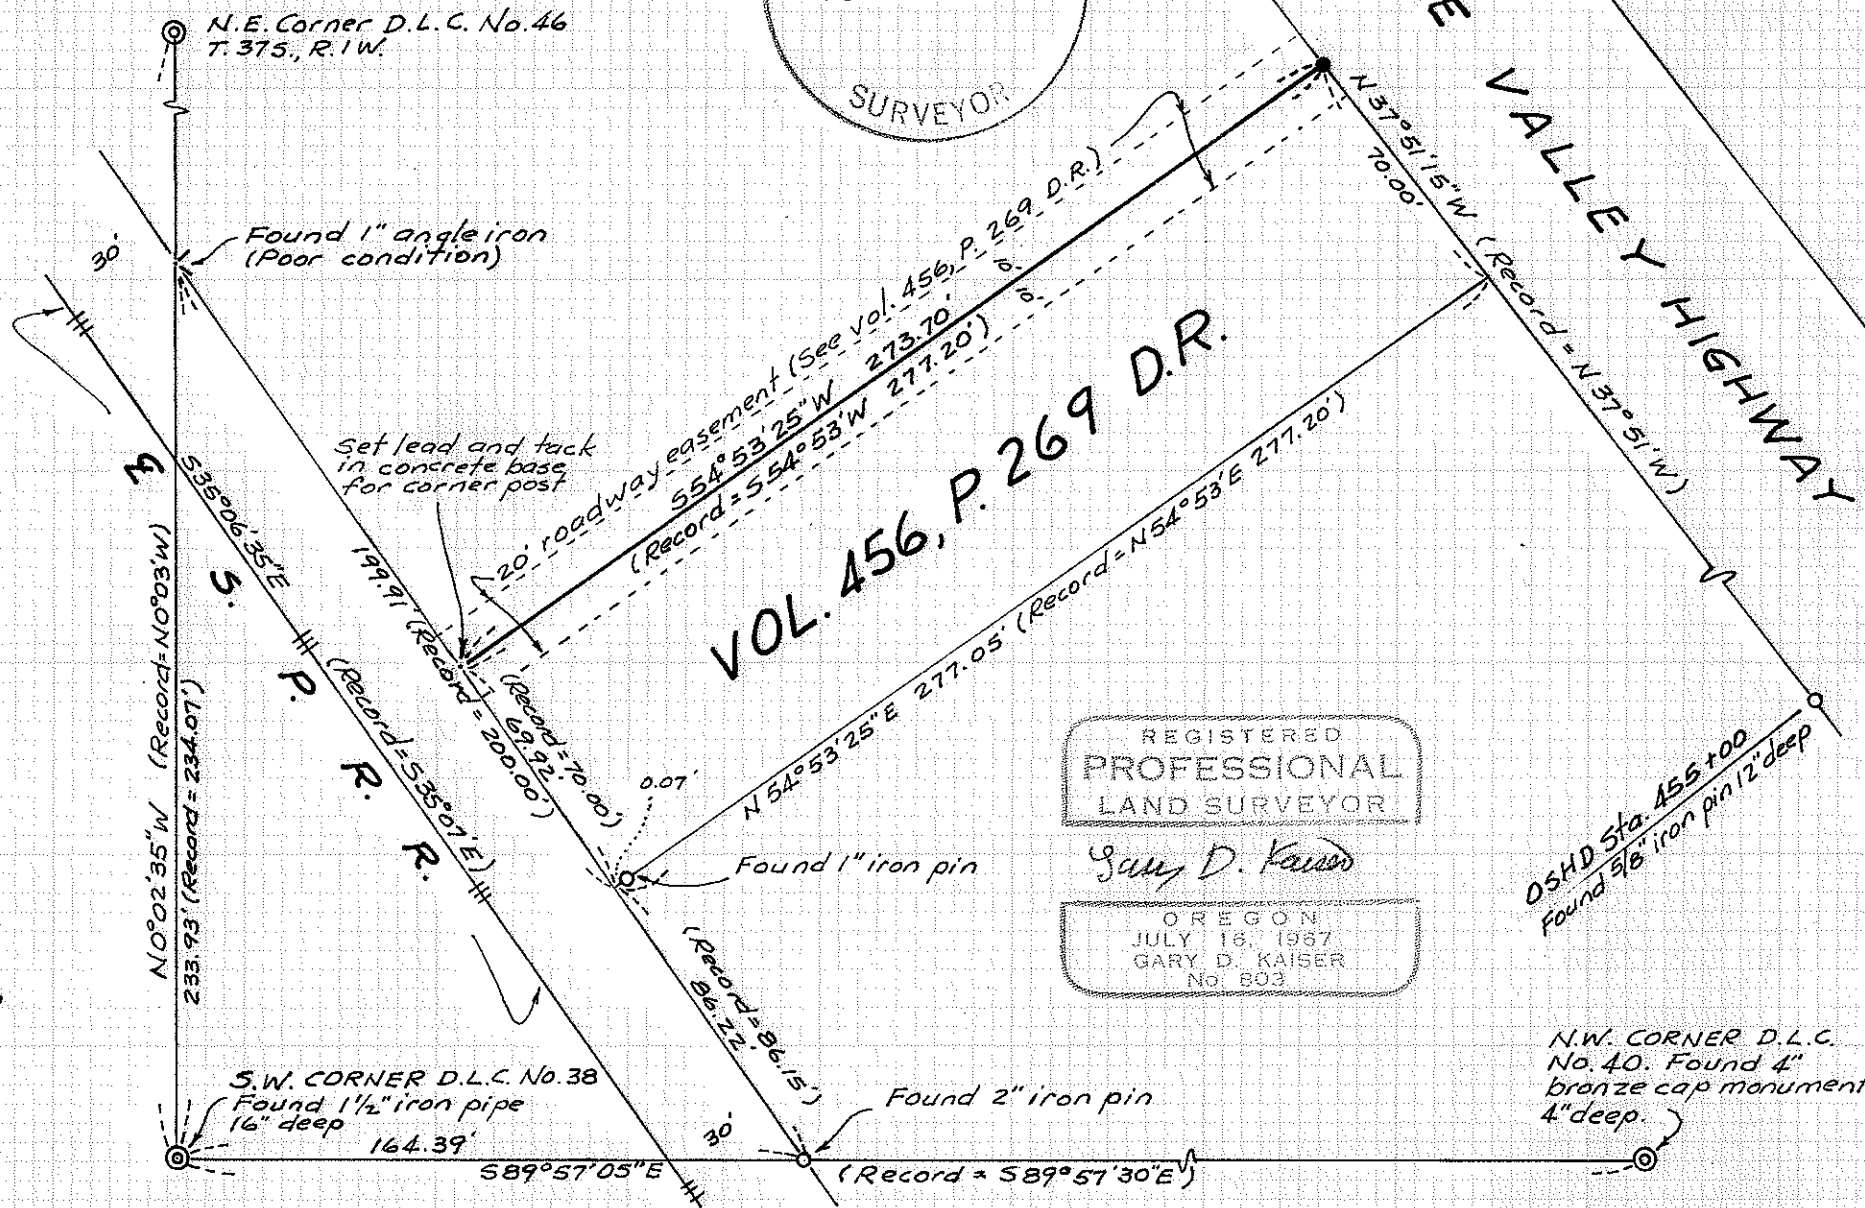 N.E. Corner D.L.C. No.46
T. 37S., R. 1 W.
SURVEYOR
E VALLEY HIGHWAY
N 37°51'15" W
70.00'
(Record = N 37°51' W)
Found 1" angle iron
(Poor condition)
30'
20' roadway easement (See vol. 456, P. 269 D.R.)
10'
10'
S 54°53'25" W 273.70'
(Record = S 54°53' W 277.20')
Set lead and tack
in concrete base
for corner post
VOL. 456, P. 269 D.R.
℄ S. P. R. R.
S35°06'35"E
(Record = S35°07'E)
199.91'
(Record = 200.00')
(Record = 70.00')
69.92'
0.07'
N 54°53'25" E 277.05' (Record = N 54°53' E 277.20')
Found 1" iron pin
N 0°02'35" W (Record = N 0°03' W)
233.93' (Record = 234.07')
(Record = 86.15')
86.22'
REGISTERED
PROFESSIONAL
LAND SURVEYOR
Gary D. Kaiser
OREGON
JULY 16, 1967
GARY D. KAISER
No. 803
OSHD Sta. 455+00
Found 5/8" iron pin 12" deep
S.W. CORNER D.L.C. No. 38
Found 1½" iron pipe
16" deep
164.39'
S89°57'05"E
30'
Found 2" iron pin
(Record = S89°57'30"E)
N.W. CORNER D.L.C.
No. 40. Found 4"
bronze cap monument
4" deep.